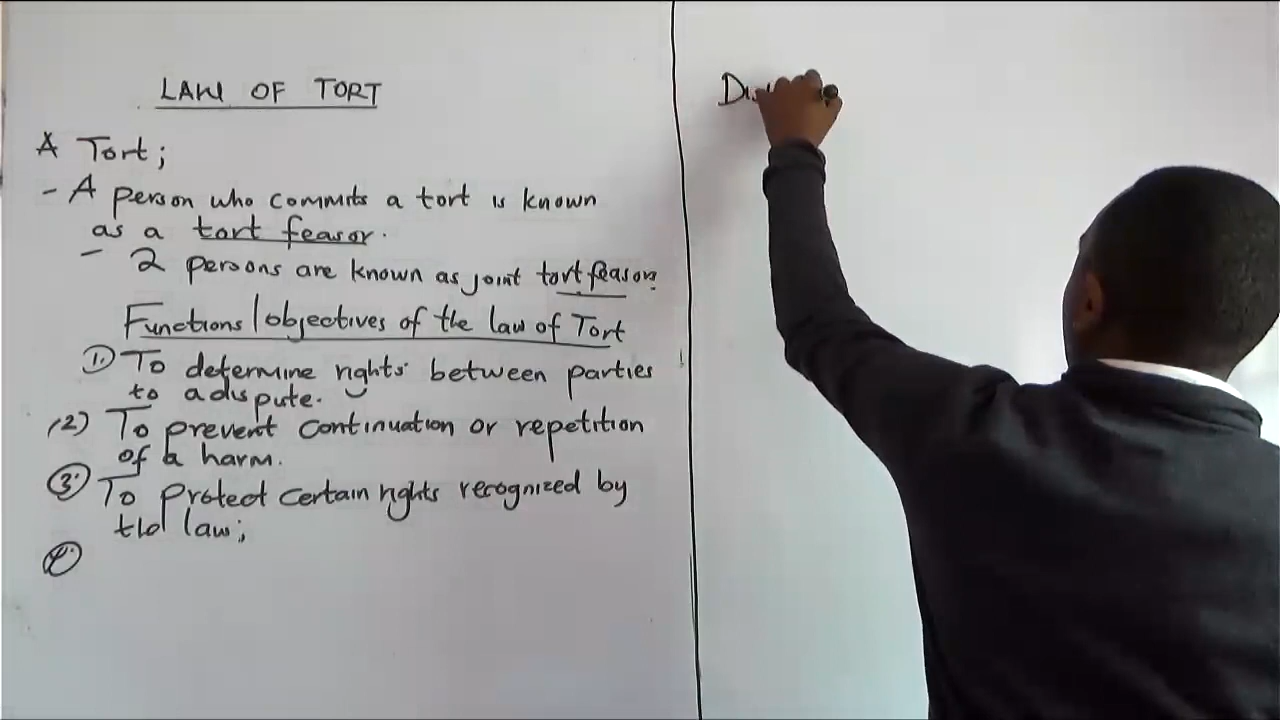 LAW OF TORT
A Tort;
- A person who commits a tort is known
as a tort feasor.
- 2 persons are known as joint tort feasors.
Functions/objectives of the law of Tort
1. To determine rights between parties
to a dispute.
2) To prevent continuation or repetition
of a harm.
3. To protect certain rights recognized by
the law;
4.